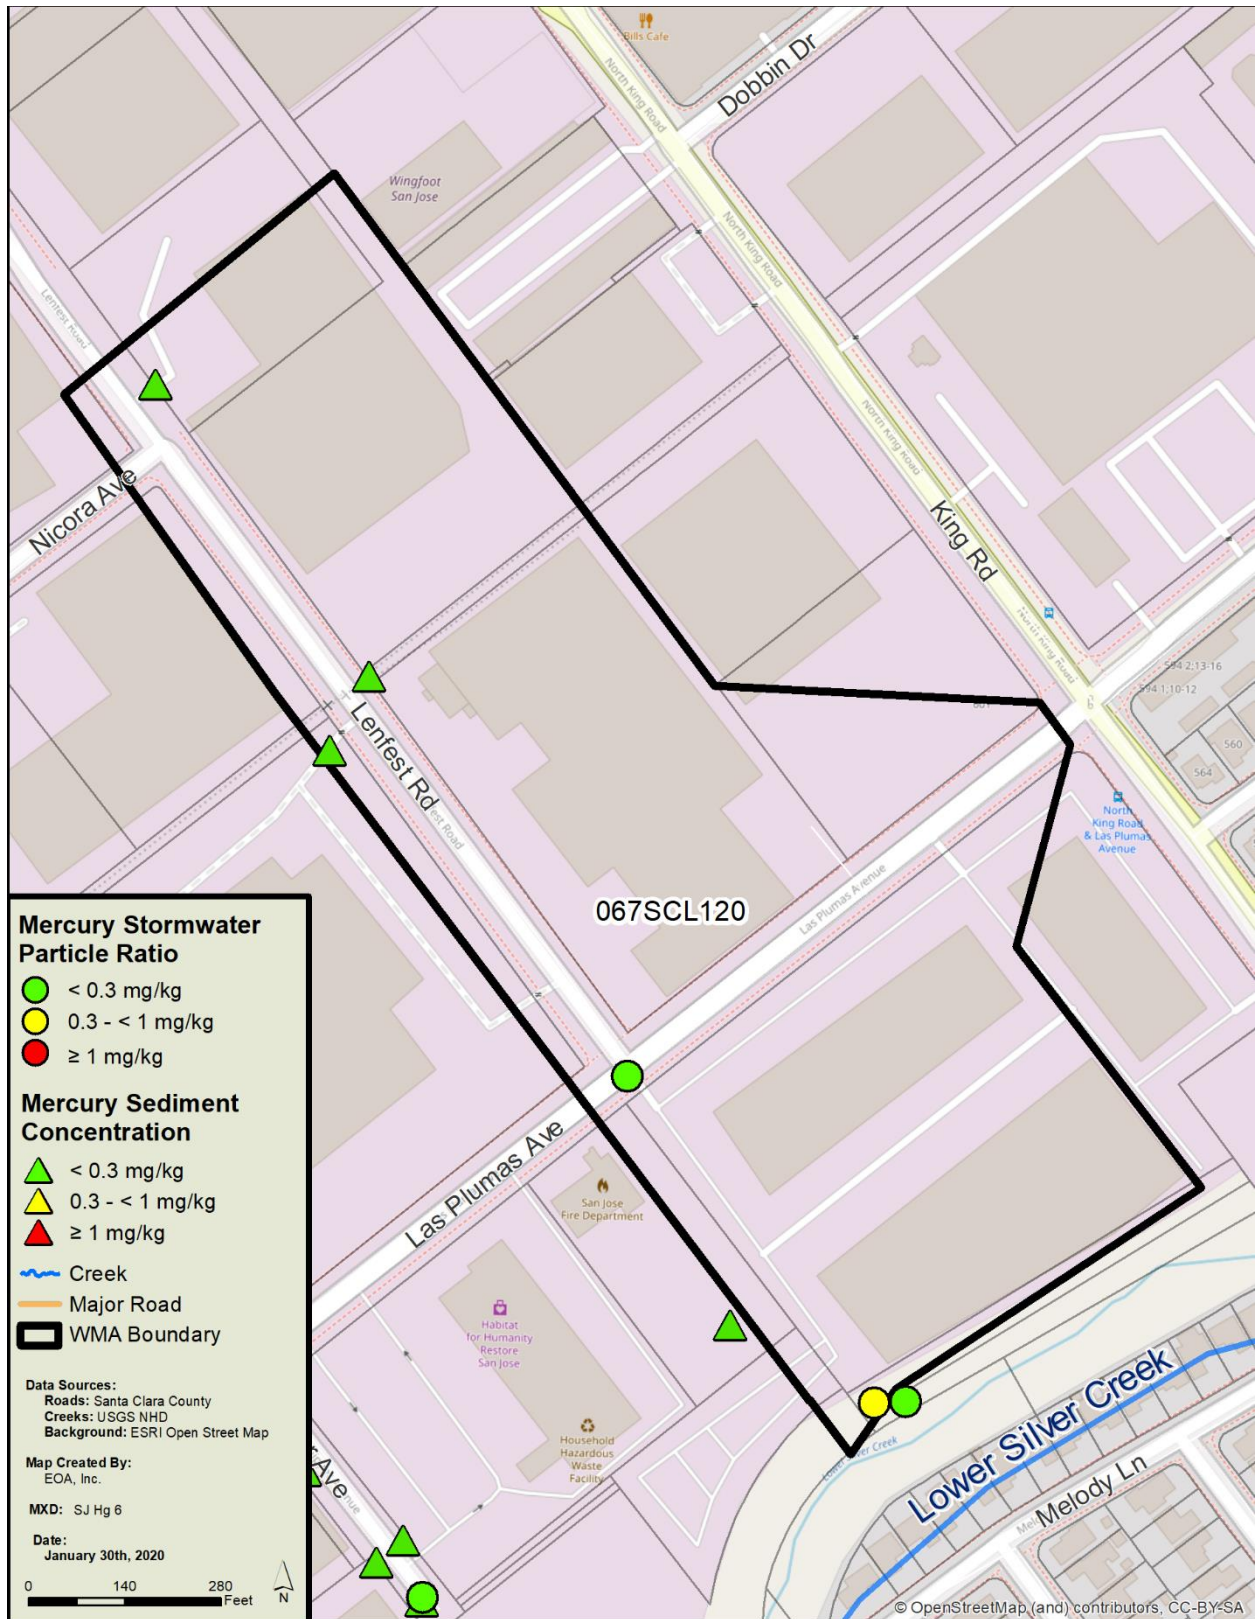 Bills Cafe
Dobbin Dr
North King Road
Wingfoot
San Jose
North King Road
Lenfest Road
North King Road
Nicora Ave
King Rd
North King Road
594 2;13-16
594 1;10-12
601
560
564
Lenfest Rd
North
King Road
& Las Plumas
Avenue
067SCL120
Las Plumas Avenue
Las Plumas Ave
San Jose
Fire Department
Habitat
for Humanity
Restore
San Jose
Household
Hazardous
Waste
Facility
Lower Silver Creek
Lower Silver Creek
Melody Ln
Mercury Stormwater
Particle Ratio
< 0.3 mg/kg
0.3 - < 1 mg/kg
≥ 1 mg/kg
Mercury Sediment
Concentration
< 0.3 mg/kg
0.3 - < 1 mg/kg
≥ 1 mg/kg
Creek
Major Road
WMA Boundary
Data Sources:
Roads: Santa Clara County
Creeks: USGS NHD
Background: ESRI Open Street Map
Map Created By:
EOA, Inc.
MXD: SJ Hg 6
Date:
January 30th, 2020
0 140 280
Feet
N
© OpenStreetMap (and) contributors, CC-BY-SA